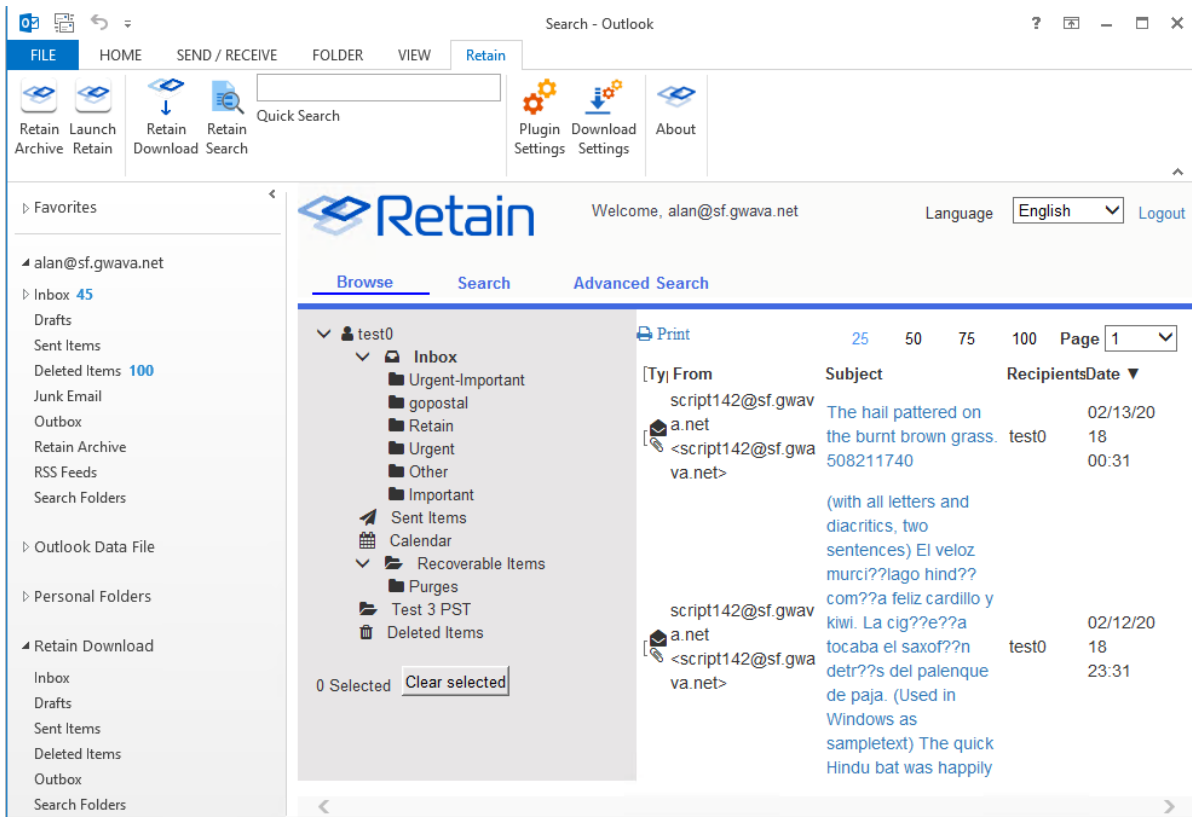 Search - Outlook
FILE HOME SEND / RECEIVE FOLDER VIEW Retain
Retain Archive
Launch Retain
Retain Download
Retain Search
Quick Search
Plugin Settings
Download Settings
About
Favorites
alan@sf.gwava.net
Inbox 45
Drafts
Sent Items
Deleted Items 100
Junk Email
Outbox
Retain Archive
RSS Feeds
Search Folders
Outlook Data File
Personal Folders
Retain Download
Inbox
Drafts
Sent Items
Deleted Items
Outbox
Search Folders
Retain
Welcome, alan@sf.gwava.net
Language English Logout
Browse Search Advanced Search
test0
Inbox
Urgent-Important
gopostal
Retain
Urgent
Other
Important
Sent Items
Calendar
Recoverable Items
Purges
Test 3 PST
Deleted Items
0 Selected Clear selected
Print 25 50 75 100 Page 1
[Ty From Subject Recipients Date ▼
script142@sf.gwav
a.net
<script142@sf.gwa
va.net>
The hail pattered on
the burnt brown grass.
508211740
test0
02/13/20
18
00:31
script142@sf.gwav
a.net
<script142@sf.gwa
va.net>
(with all letters and
diacritics, two
sentences) El veloz
murci??lago hind??
com??a feliz cardillo y
kiwi. La cig??e??a
tocaba el saxof??n
detr??s del palenque
de paja. (Used in
Windows as
sampletext) The quick
Hindu bat was happily
test0
02/12/20
18
23:31